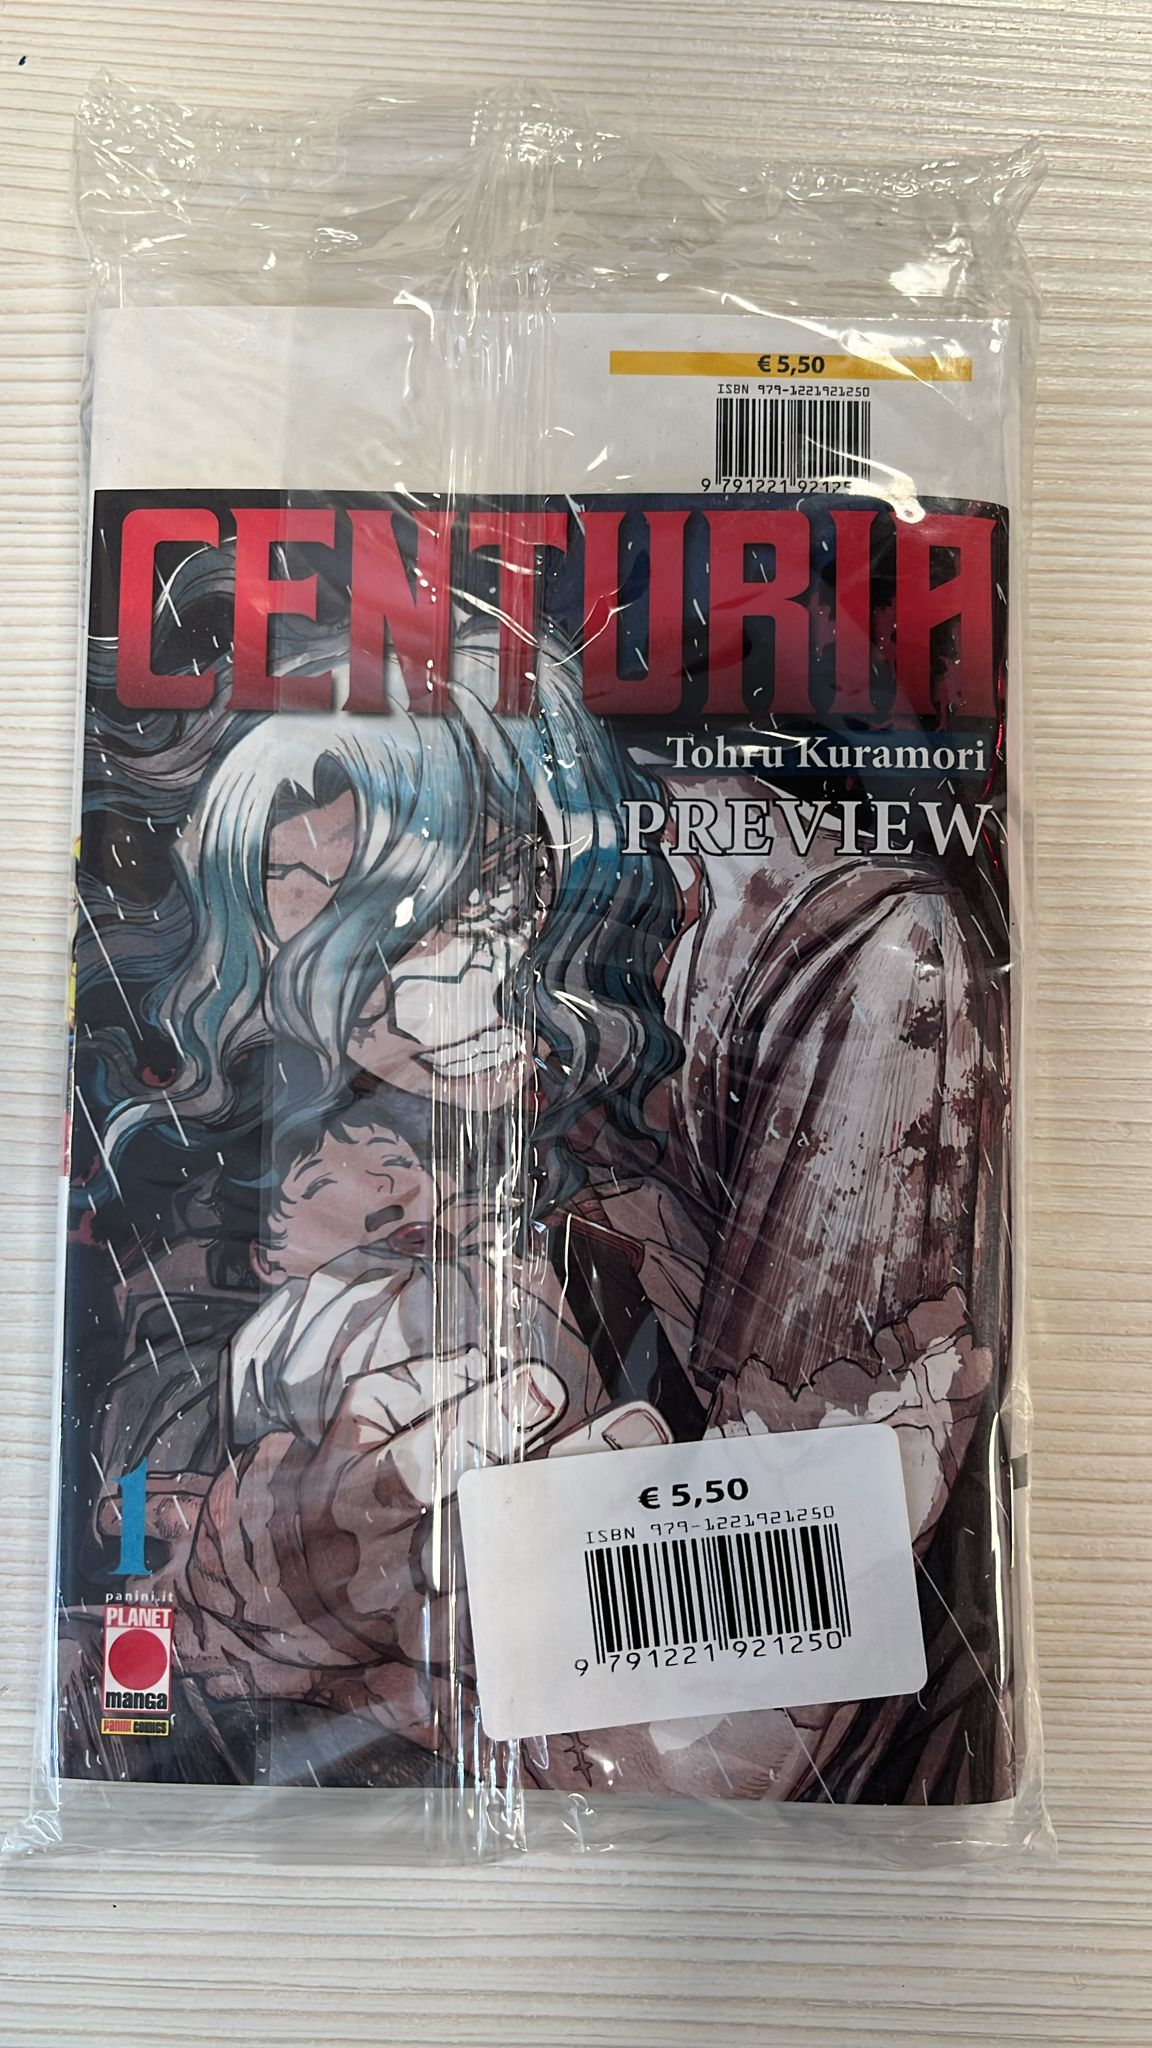 € 5,50
ISBN 979-1221921250
9 791221 92125
CENTURIA
Tohru Kuramori
PREVIEW
1
panini.it
PLANET
manga
PANINI COMICS
€ 5,50
ISBN 979-1221921250
9 791221 921250